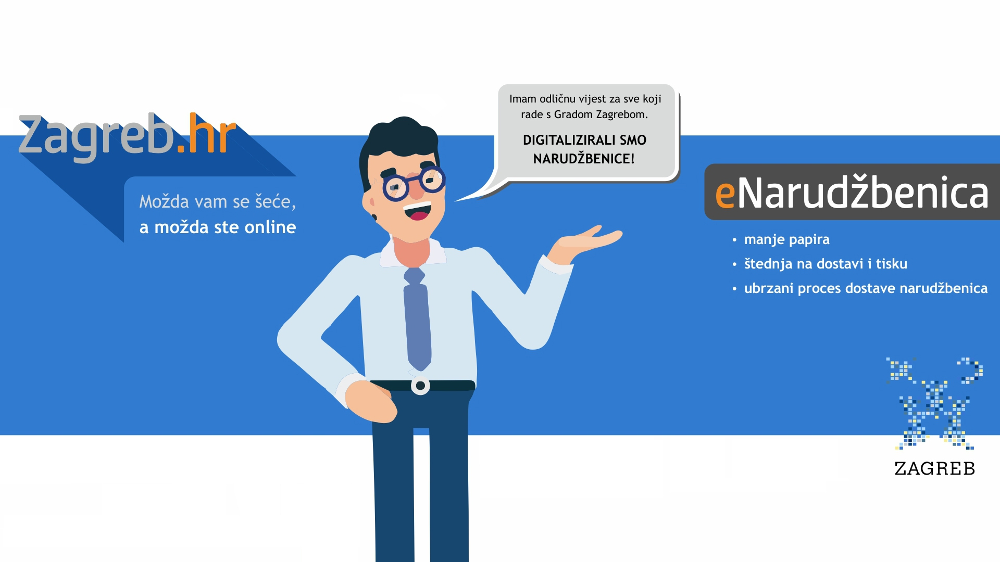 Zagreb.hr
Možda vam se šeće,
a možda ste online
Imam odličnu vijest za sve koji
rade s Gradom Zagrebom.
DIGITALIZIRALI SMO
NARUDŽBENICE!
eNarudžbenica
• manje papira
• štednja na dostavi i tisku
• ubrzani proces dostave narudžbenica
ZAGREB